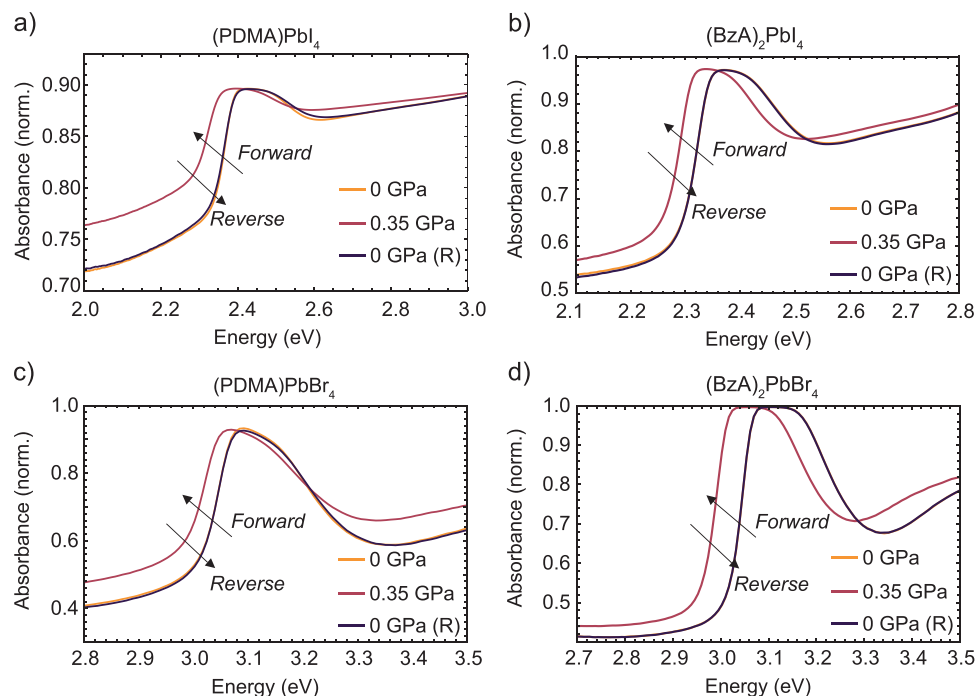 a)
(PDMA)PbI4
Absorbance (norm.)
0.90
0.85
0.80
0.75
0.70
Forward
Reverse
0 GPa
0.35 GPa
0 GPa (R)
2.0 2.2 2.4 2.6 2.8 3.0
Energy (eV)
b)
(BzA)2PbI4
Absorbance (norm.)
1.0
0.9
0.8
0.7
0.6
0.5
Forward
Reverse
0 GPa
0.35 GPa
0 GPa (R)
2.1 2.2 2.3 2.4 2.5 2.6 2.7 2.8
Energy (eV)
c)
(PDMA)PbBr4
Absorbance (norm.)
1.0
0.8
0.6
0.4
Forward
Reverse
0 GPa
0.35 GPa
0 GPa (R)
2.8 2.9 3.0 3.1 3.2 3.3 3.4 3.5
Energy (eV)
d)
(BzA)2PbBr4
Absorbance (norm.)
1.0
0.9
0.8
0.7
0.6
0.5
Forward
Reverse
0 GPa
0.35 GPa
0 GPa (R)
2.7 2.8 2.9 3.0 3.1 3.2 3.3 3.4 3.5
Energy (eV)